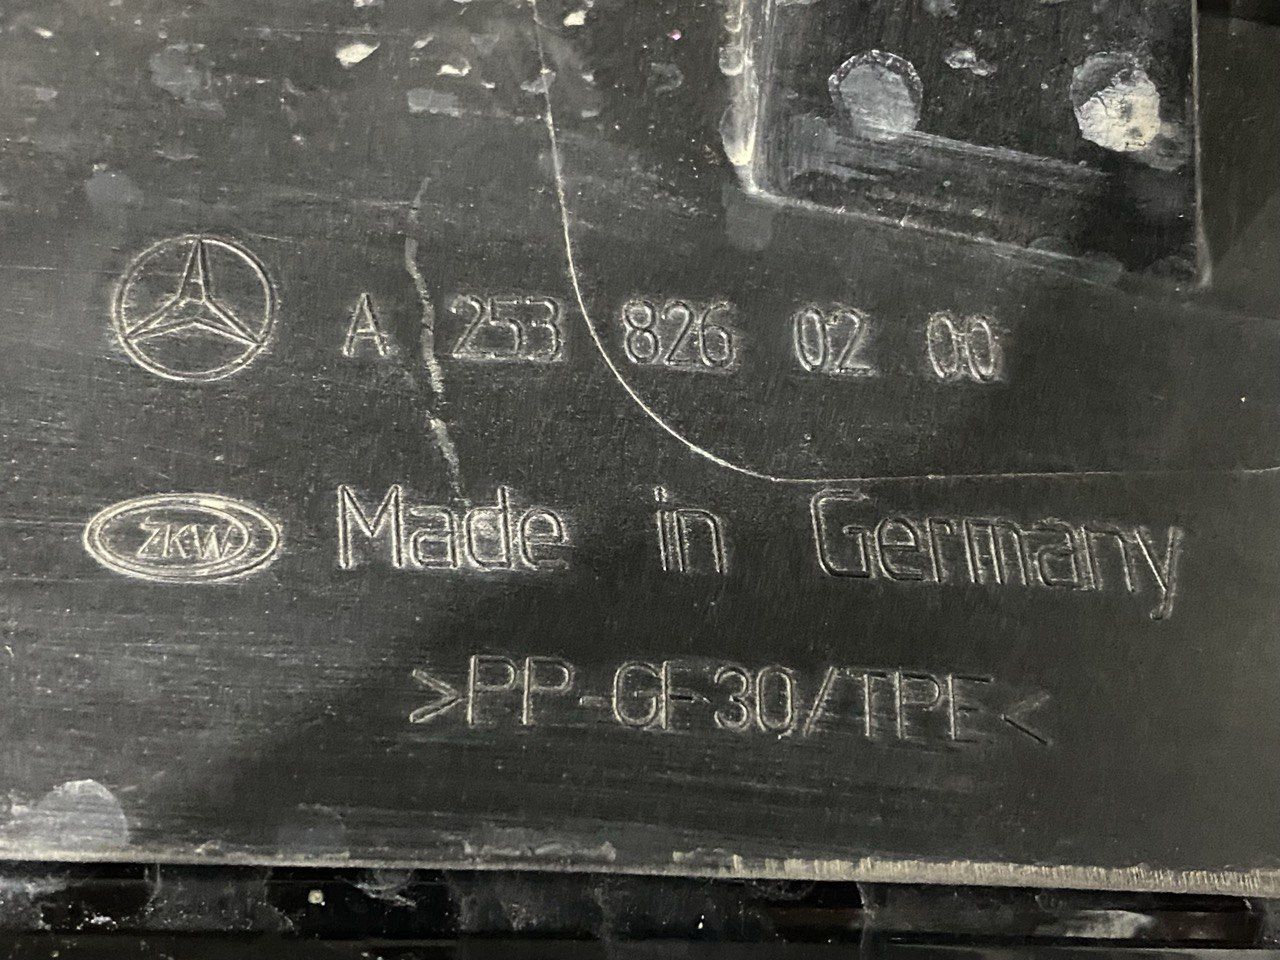 A 253 826 02 00
ZKW Made in Germany
>PP-GF30/TPE<